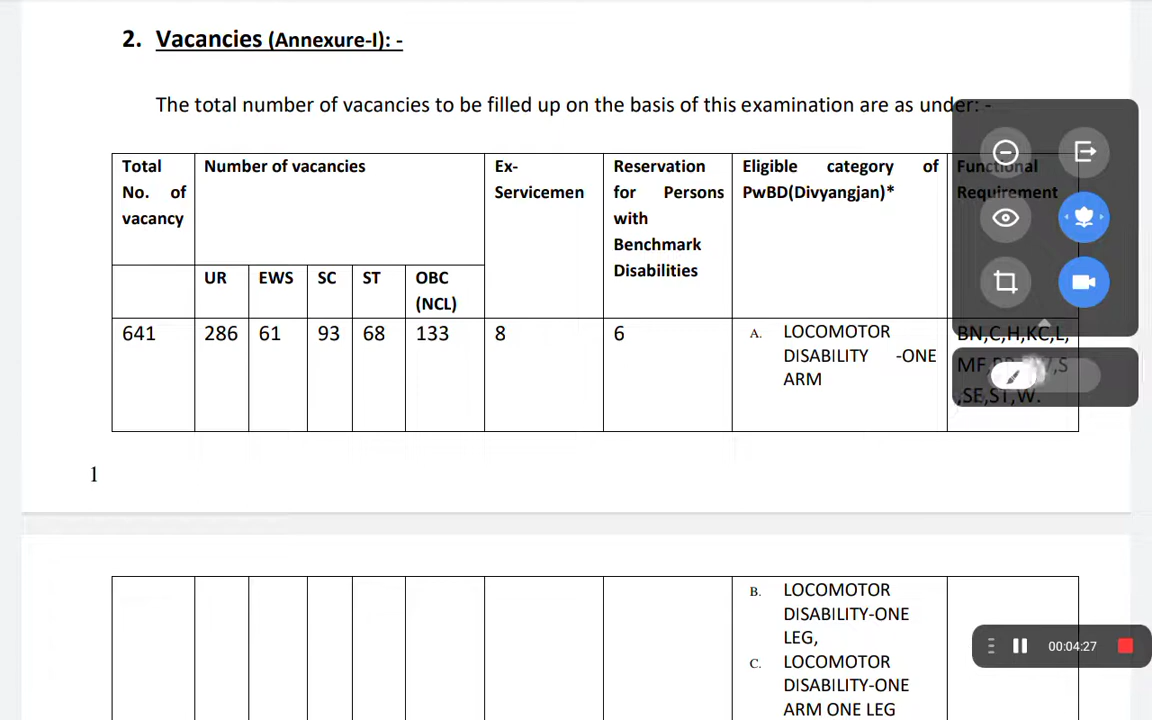 2. Vacancies (Annexure-I): -
The total number of vacancies to be filled up on the basis of this examination are as under: -
Total No. of vacancy
Number of vacancies
Ex-Servicemen
Reservation for Persons with Benchmark Disabilities
Eligible category of PwBD(Divyangjan)*
Functional Requirement
UR EWS SC ST OBC (NCL)
641 286 61 93 68 133 8 6
A. LOCOMOTOR
DISABILITY -ONE
ARM
BN,C,H,KC,L,
MF, ,S
,SE,ST,W.
1
B. LOCOMOTOR
DISABILITY-ONE
LEG,
C. LOCOMOTOR
DISABILITY-ONE
ARM ONE LEG
00:04:27